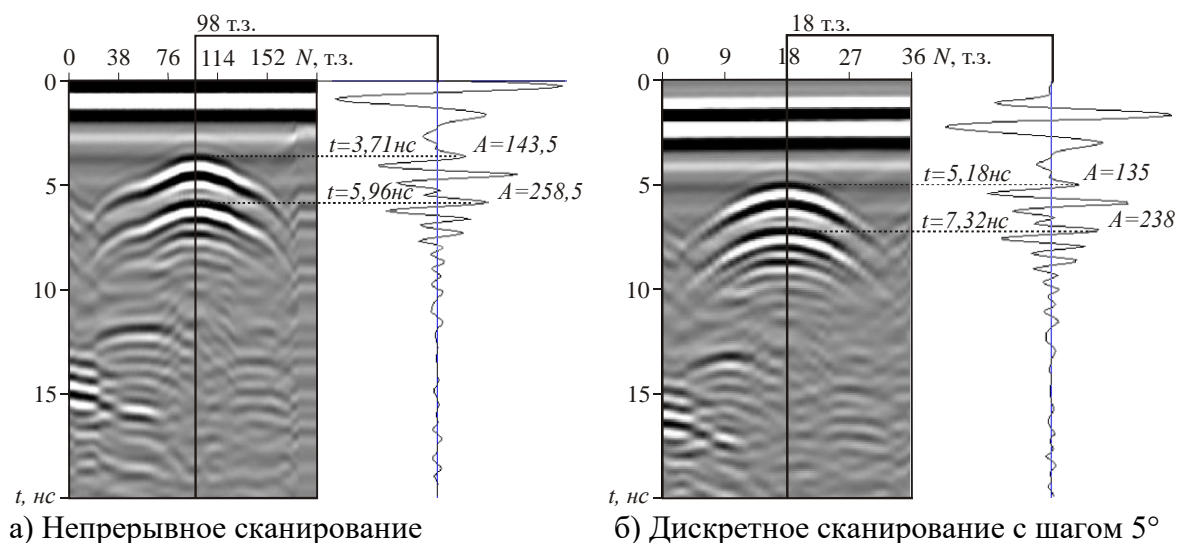 98 т.з.
0 38 76 114 152 N, т.з.
0
t=3,71нс A=143,5
5
t=5,96нс A=258,5
10
15
t, нс
а) Непрерывное сканирование
18 т.з.
0 9 18 27 36 N, т.з.
0
5
t=5,18нс A=135
t=7,32нс A=238
10
15
t, нс
б) Дискретное сканирование с шагом 5°